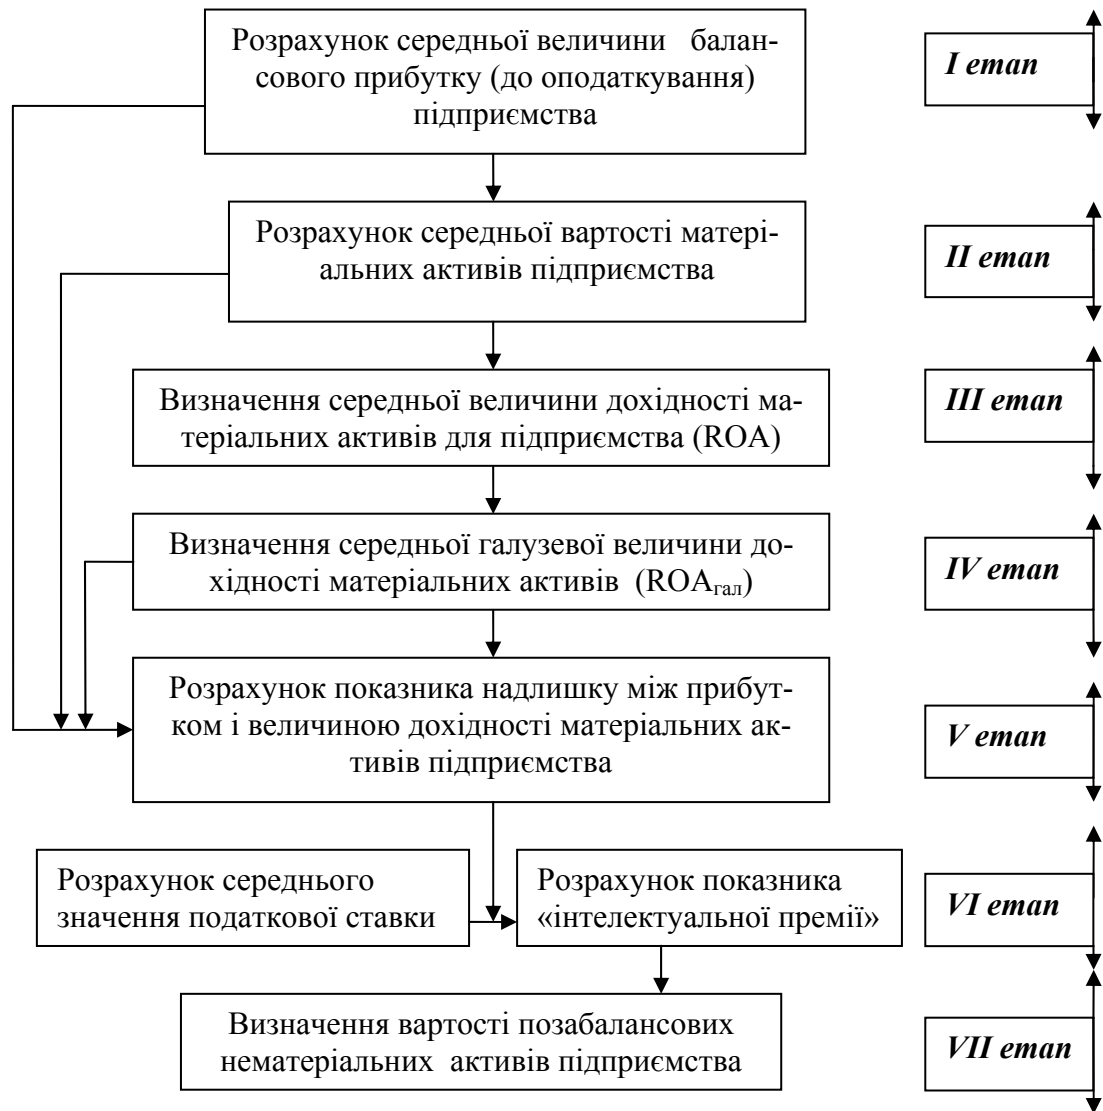 Розрахунок середньої величини балан-
сового прибутку (до оподаткування)
підприємства
I етап
Розрахунок середньої вартості матері-
альних активів підприємства
II етап
Визначення середньої величини дохідності ма-
теріальних активів для підприємства (ROA)
III етап
Визначення середньої галузевої величини до-
хідності матеріальних активів (ROAгал)
IV етап
Розрахунок показника надлишку між прибут-
ком і величиною дохідності матеріальних ак-
тивів підприємства
V етап
Розрахунок середнього
значення податкової ставки
Розрахунок показника
«інтелектуальної премії»
VI етап
Визначення вартості позабалансових
нематеріальних активів підприємства
VII етап